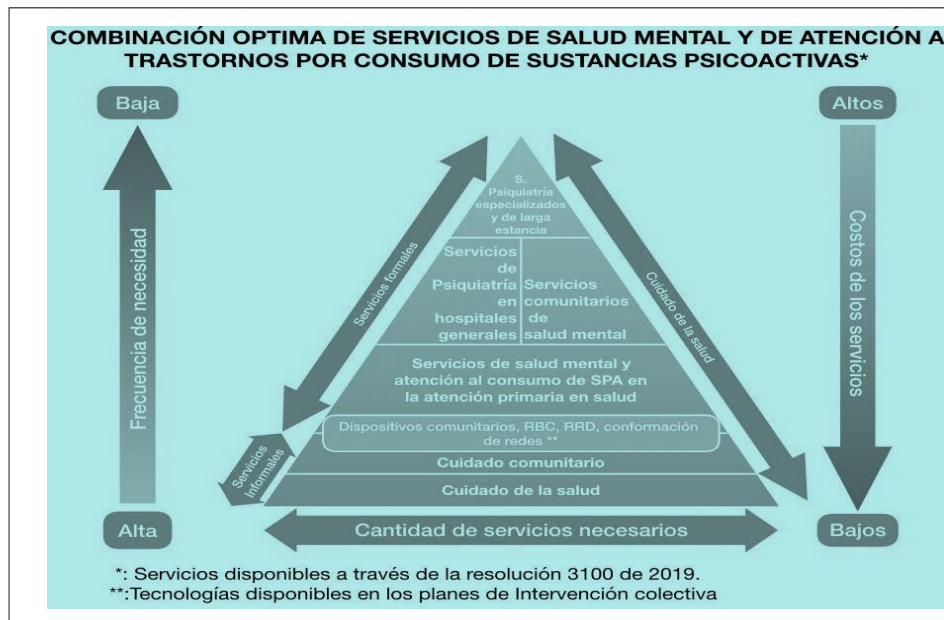 COMBINACIÓN OPTIMA DE SERVICIOS DE SALUD MENTAL Y DE ATENCIÓN A
TRASTORNOS POR CONSUMO DE SUSTANCIAS PSICOACTIVAS*
Baja
Altos
Frecuencia de necesidad
Servicios formales
S.
Psiquiatría
especializados
y de larga
estancia
Cuidado de la salud
Costos de los servicios
Servicios
de
Psiquiatría
en
hospitales
generales
Servicios
comunitarios
de
salud mental
Servicios de salud mental y
atención al consumo de SPA en
la atención primaria en salud
Servicios
Informales
Dispositivos comunitarios, RBC, RRD, conformación
de redes **
Cuidado comunitario
Cuidado de la salud
Alta
Cantidad de servicios necesarios
Bajos
*: Servicios disponibles a través de la resolución 3100 de 2019.
**:Tecnologías disponibles en los planes de Intervención colectiva